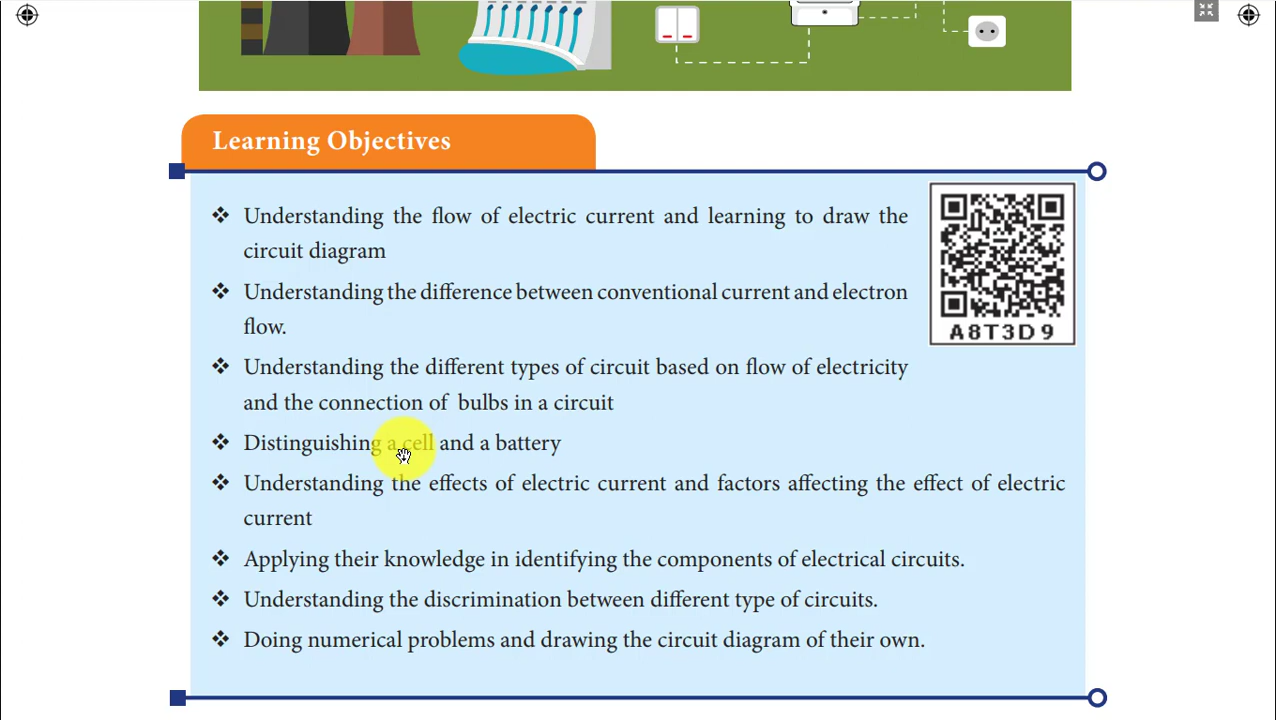 Learning Objectives
❖ Understanding the flow of electric current and learning to draw the
circuit diagram
❖ Understanding the difference between conventional current and electron
flow.
❖ Understanding the different types of circuit based on flow of electricity
and the connection of bulbs in a circuit
❖ Distinguishing a cell and a battery
❖ Understanding the effects of electric current and factors affecting the effect of electric
current
❖ Applying their knowledge in identifying the components of electrical circuits.
❖ Understanding the discrimination between different type of circuits.
❖ Doing numerical problems and drawing the circuit diagram of their own.
A8T3D9